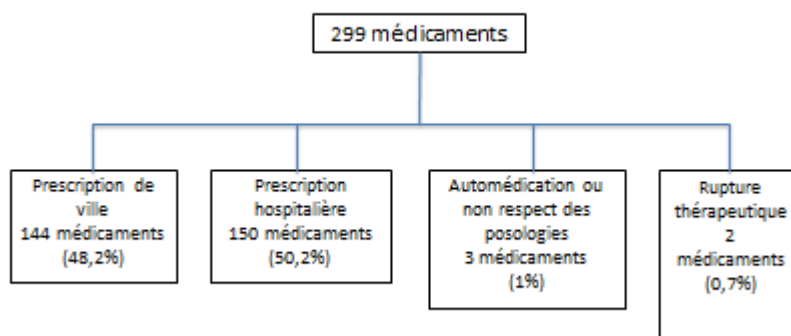 299 médicaments
Prescription de
ville
144 médicaments
(48,2%)
Prescription
hospitalière
150 médicaments
(50,2%)
Automédication ou
non respect des
posologies
3 médicaments
(1%)
Rupture
thérapeutique
2
médicaments
(0,7%)